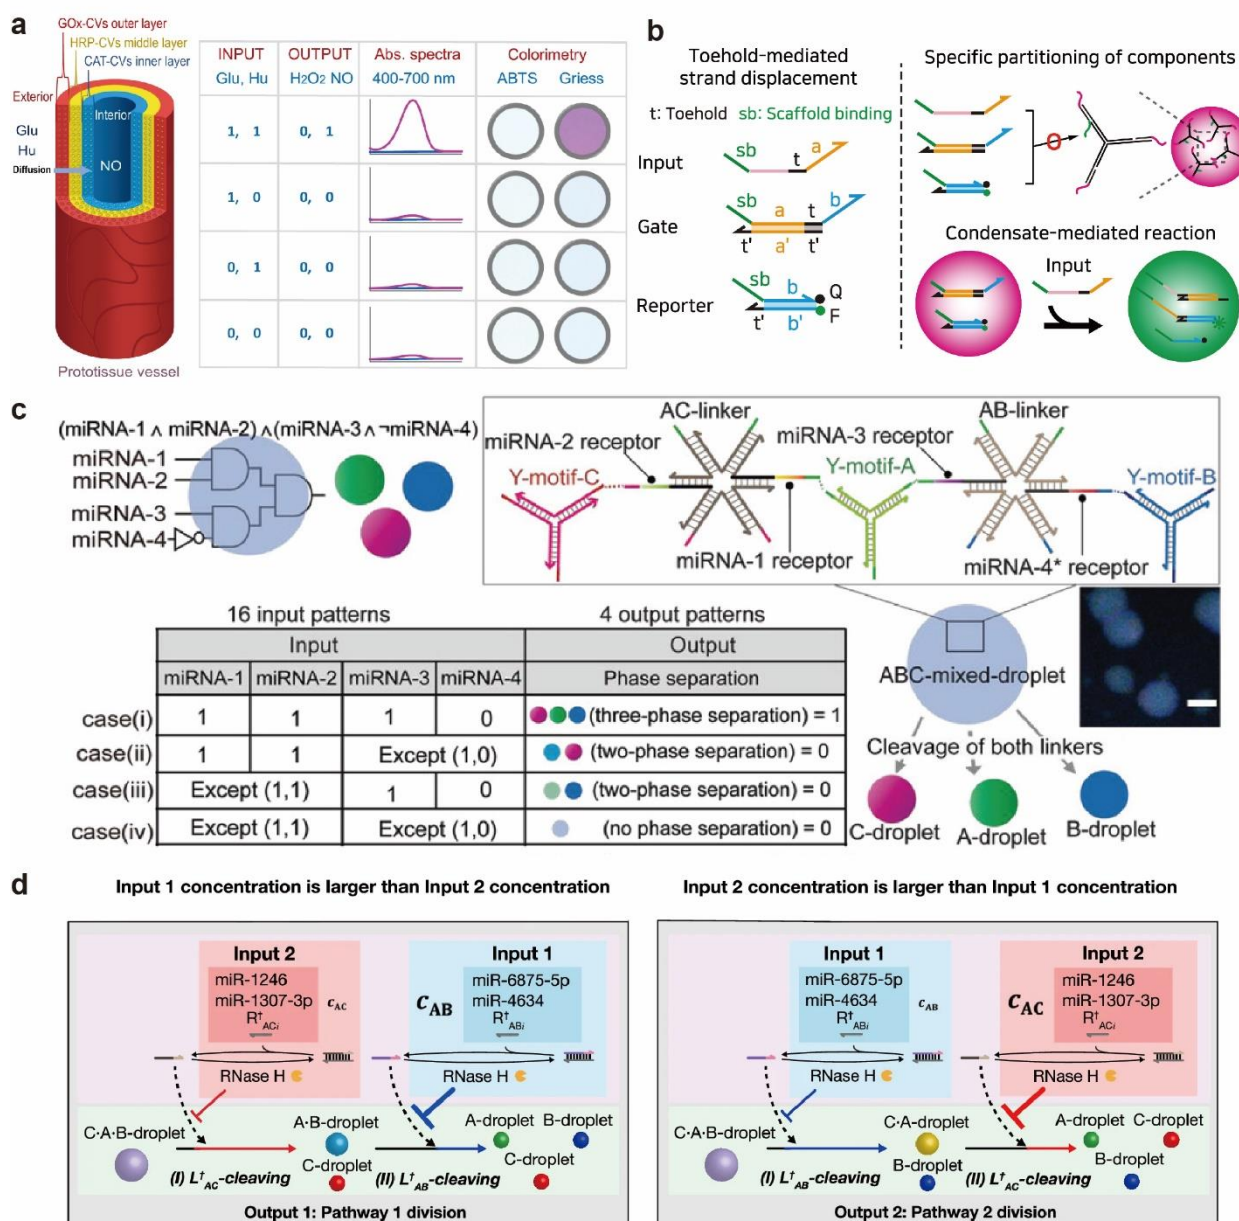 a
GOx-CVs outer layer
HRP-CVs middle layer
CAT-CVs inner layer
Exterior
Interior
Glu
Hu
NO
Diffusion
Prototissue vessel
INPUT OUTPUT Abs. spectra Colorimetry
Glu, Hu H2O2 NO 400-700 nm ABTS Griess
1, 1 0, 1
1, 0 0, 0
0, 1 0, 0
0, 0 0, 0
b
Toehold-mediated
strand displacement
t: Toehold sb: Scaffold binding
Input
sb t a
Gate
sb a t b
t' a' t'
Reporter
sb b Q
t' b' F
Specific partitioning of components
Condensate-mediated reaction
Input
c
(miRNA-1 ∧ miRNA-2) ∧ (miRNA-3 ∧ ¬miRNA-4)
miRNA-1
miRNA-2
miRNA-3
miRNA-4
AC-linker AB-linker
miRNA-2 receptor miRNA-3 receptor
Y-motif-C Y-motif-A Y-motif-B
miRNA-1 receptor miRNA-4* receptor
16 input patterns 4 output patterns
Input Output
miRNA-1 miRNA-2 miRNA-3 miRNA-4 Phase separation
case(i) 1 1 1 0 (three-phase separation) = 1
case(ii) 1 1 Except (1,0) (two-phase separation) = 0
case(iii) Except (1,1) 1 0 (two-phase separation) = 0
case(iv) Except (1,1) Except (1,0) (no phase separation) = 0
ABC-mixed-droplet
Cleavage of both linkers
C-droplet A-droplet B-droplet
d
Input 1 concentration is larger than Input 2 concentration
Input 2
miR-1246
miR-1307-3p
R†ACi
cAC
RNase H
Input 1
miR-6875-5p
miR-4634
R†ABi
cAB
RNase H
C·A·B-droplet
A·B-droplet
C-droplet
A-droplet
B-droplet
C-droplet
(I) L†AC-cleaving (II) L†AB-cleaving
Output 1: Pathway 1 division
Input 2 concentration is larger than Input 1 concentration
Input 1
miR-6875-5p
miR-4634
R†ABi
cAB
RNase H
Input 2
miR-1246
miR-1307-3p
R†ACi
cAC
RNase H
C·A·B-droplet
C·A-droplet
B-droplet
A-droplet
C-droplet
B-droplet
(I) L†AB-cleaving (II) L†AC-cleaving
Output 2: Pathway 2 division